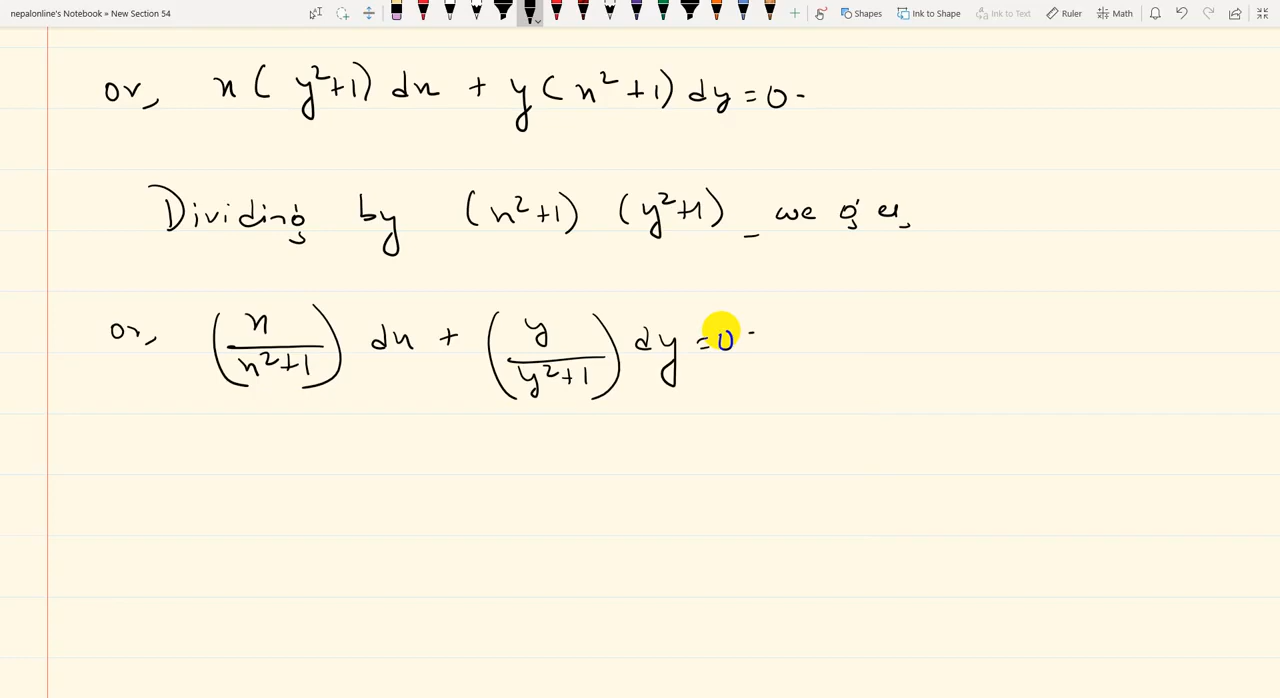 nepalonline's Notebook » New Section 54
Shapes Ink to Shape Ink to Text Ruler Math
or, x(y²+1) dx + y(x²+1) dy = 0.
Dividing by (x²+1) (y²+1), we get,
or, (x/(x²+1)) dx + (y/(y²+1)) dy = 0.